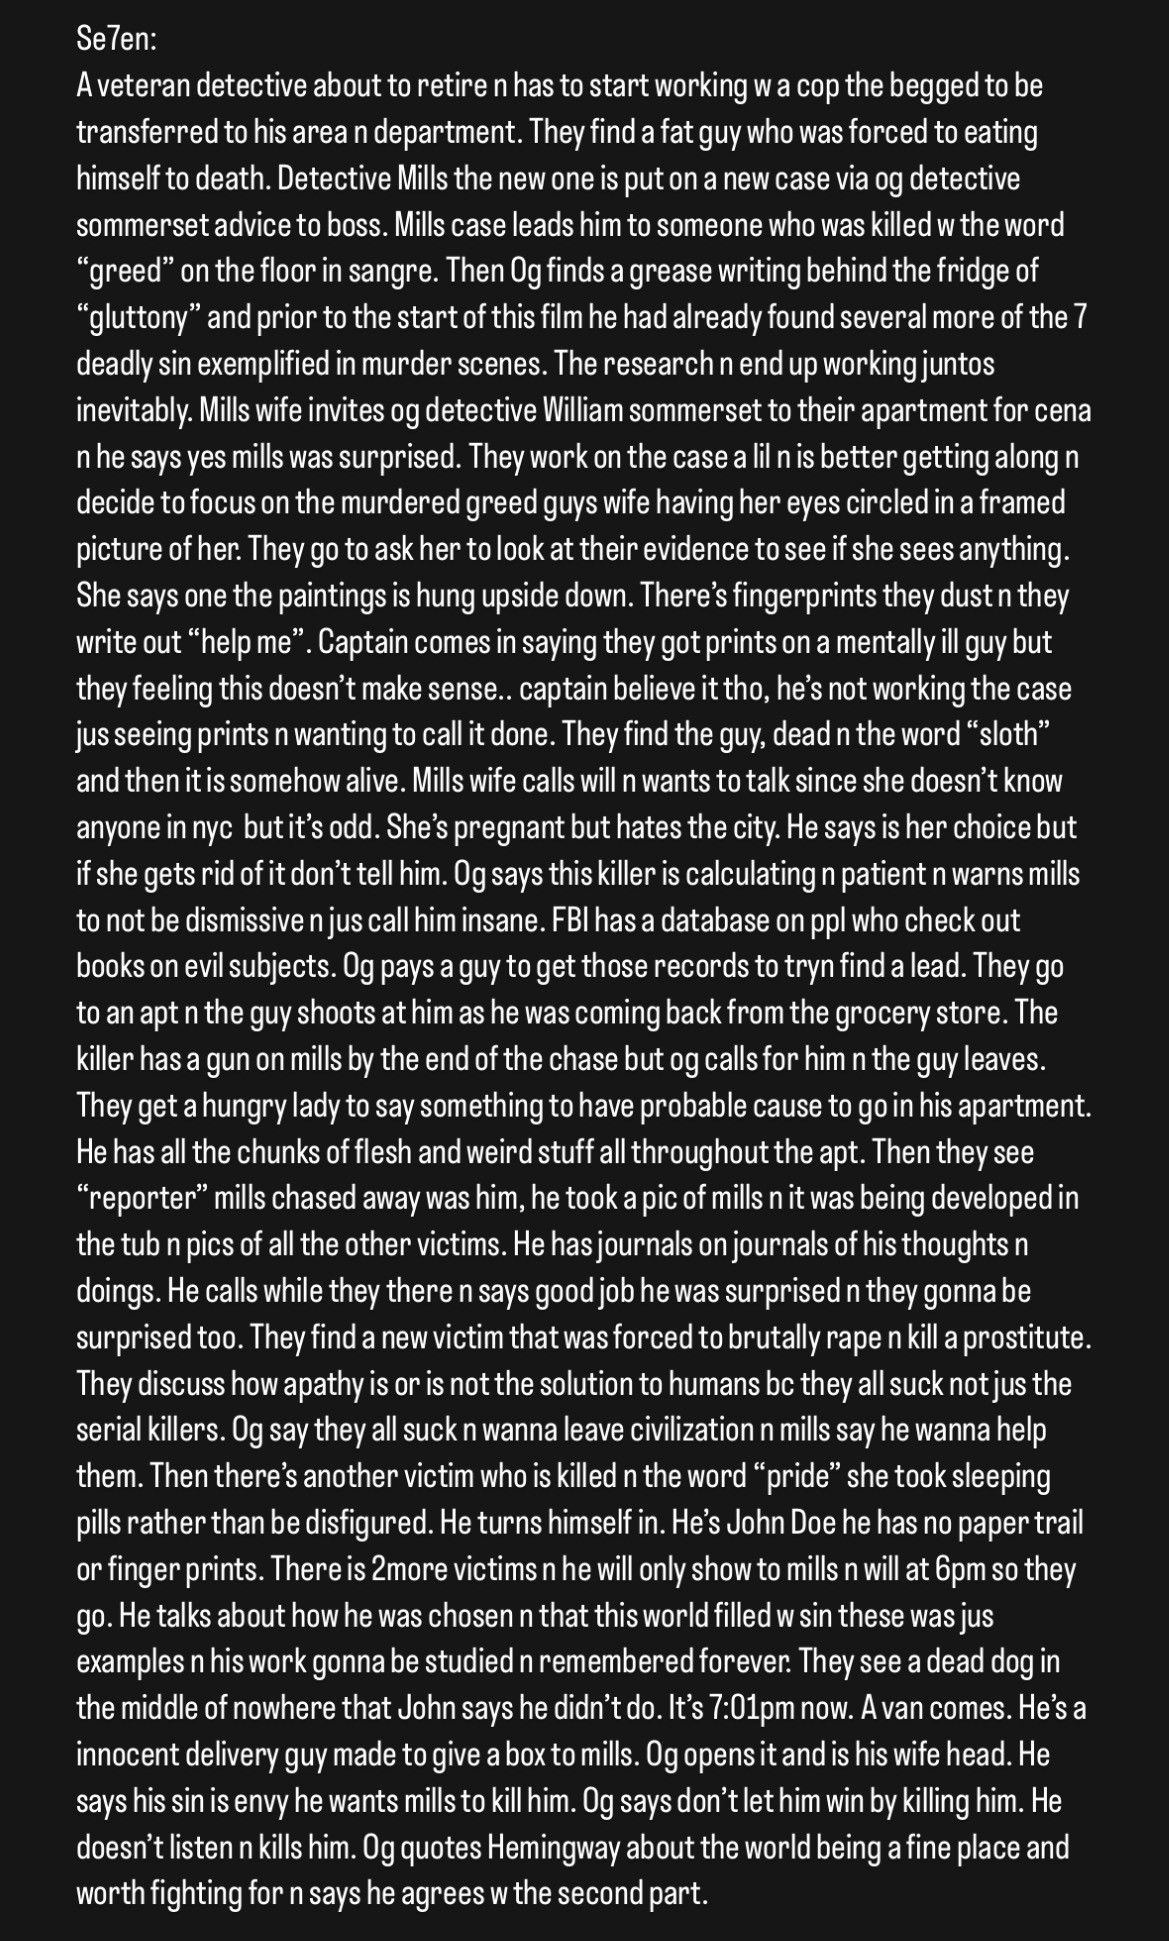 Se7en:
A veteran detective about to retire n has to start working w a cop the begged to be
transferred to his area n department. They find a fat guy who was forced to eating
himself to death. Detective Mills the new one is put on a new case via og detective
sommerset advice to boss. Mills case leads him to someone who was killed w the word
“greed” on the floor in sangre. Then Og finds a grease writing behind the fridge of
“gluttony” and prior to the start of this film he had already found several more of the 7
deadly sin exemplified in murder scenes. The research n end up working juntos
inevitably. Mills wife invites og detective William sommerset to their apartment for cena
n he says yes mills was surprised. They work on the case a lil n is better getting along n
decide to focus on the murdered greed guys wife having her eyes circled in a framed
picture of her. They go to ask her to look at their evidence to see if she sees anything.
She says one the paintings is hung upside down. There’s fingerprints they dust n they
write out “help me”. Captain comes in saying they got prints on a mentally ill guy but
they feeling this doesn’t make sense.. captain believe it tho, he’s not working the case
jus seeing prints n wanting to call it done. They find the guy, dead n the word “sloth”
and then it is somehow alive. Mills wife calls will n wants to talk since she doesn’t know
anyone in nyc  but it’s odd. She’s pregnant but hates the city. He says is her choice but
if she gets rid of it don’t tell him. Og says this killer is calculating n patient n warns mills
to not be dismissive n jus call him insane. FBI has a database on ppl who check out
books on evil subjects. Og pays a guy to get those records to tryn find a lead. They go
to an apt n the guy shoots at him as he was coming back from the grocery store. The
killer has a gun on mills by the end of the chase but og calls for him n the guy leaves.
They get a hungry lady to say something to have probable cause to go in his apartment.
He has all the chunks of flesh and weird stuff all throughout the apt. Then they see
“reporter” mills chased away was him, he took a pic of mills n it was being developed in
the tub n pics of all the other victims. He has journals on journals of his thoughts n
doings. He calls while they there n says good job he was surprised n they gonna be
surprised too. They find a new victim that was forced to brutally rape n kill a prostitute.
They discuss how apathy is or is not the solution to humans bc they all suck not jus the
serial killers. Og say they all suck n wanna leave civilization n mills say he wanna help
them. Then there’s another victim who is killed n the word “pride” she took sleeping
pills rather than be disfigured. He turns himself in. He’s John Doe he has no paper trail
or finger prints. There is 2more victims n he will only show to mills n will at 6pm so they
go. He talks about how he was chosen n that this world filled w sin these was jus
examples n his work gonna be studied n remembered forever. They see a dead dog in
the middle of nowhere that John says he didn’t do. It’s 7:01pm now. A van comes. He’s a
innocent delivery guy made to give a box to mills. Og opens it and is his wife head. He
says his sin is envy he wants mills to kill him. Og says don’t let him win by killing him. He
doesn’t listen n kills him. Og quotes Hemingway about the world being a fine place and
worth fighting for n says he agrees w the second part.